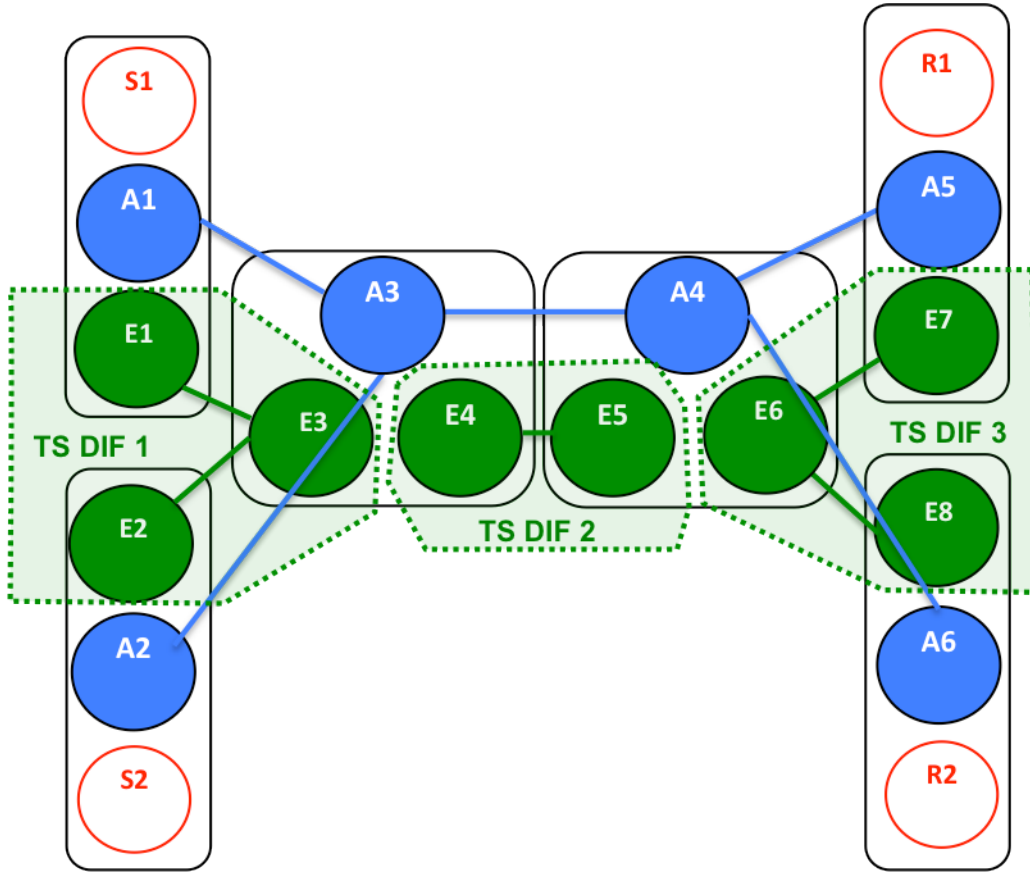 S1
R1
A1
A5
A3
A4
E1
E7
E3
E4
E5
E6
TS DIF 1
TS DIF 3
E2
TS DIF 2
E8
A2
A6
S2
R2